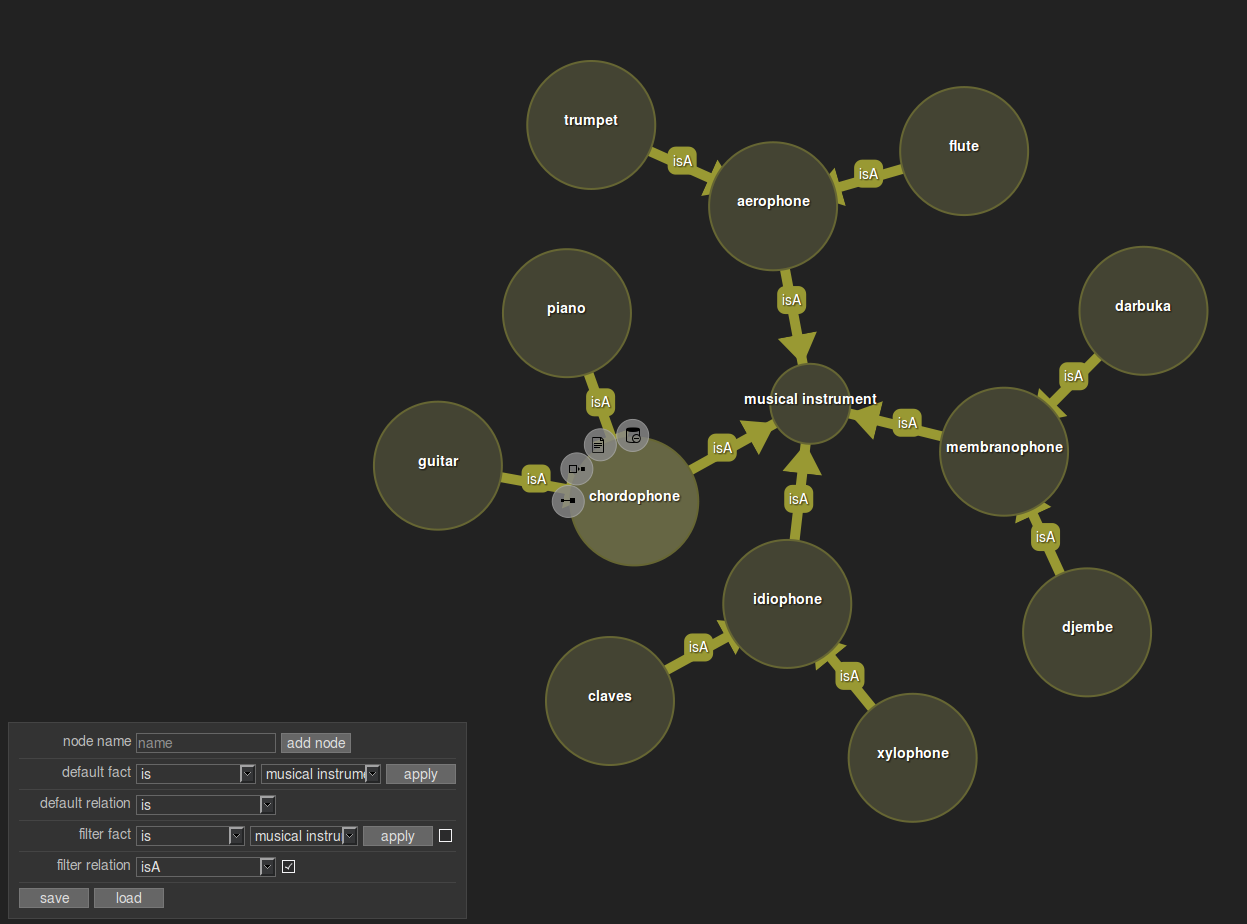 trumpet
isA
flute
isA
aerophone
isA
piano
isA
darbuka
isA
musical instrument
isA
membranophone
isA
guitar
isA
chordophone
isA
isA
djembe
idiophone
isA
claves
isA
xylophone
node name name add node
default fact is musical instrum apply
default relation is
filter fact is musical instru apply
filter relation isA
save load